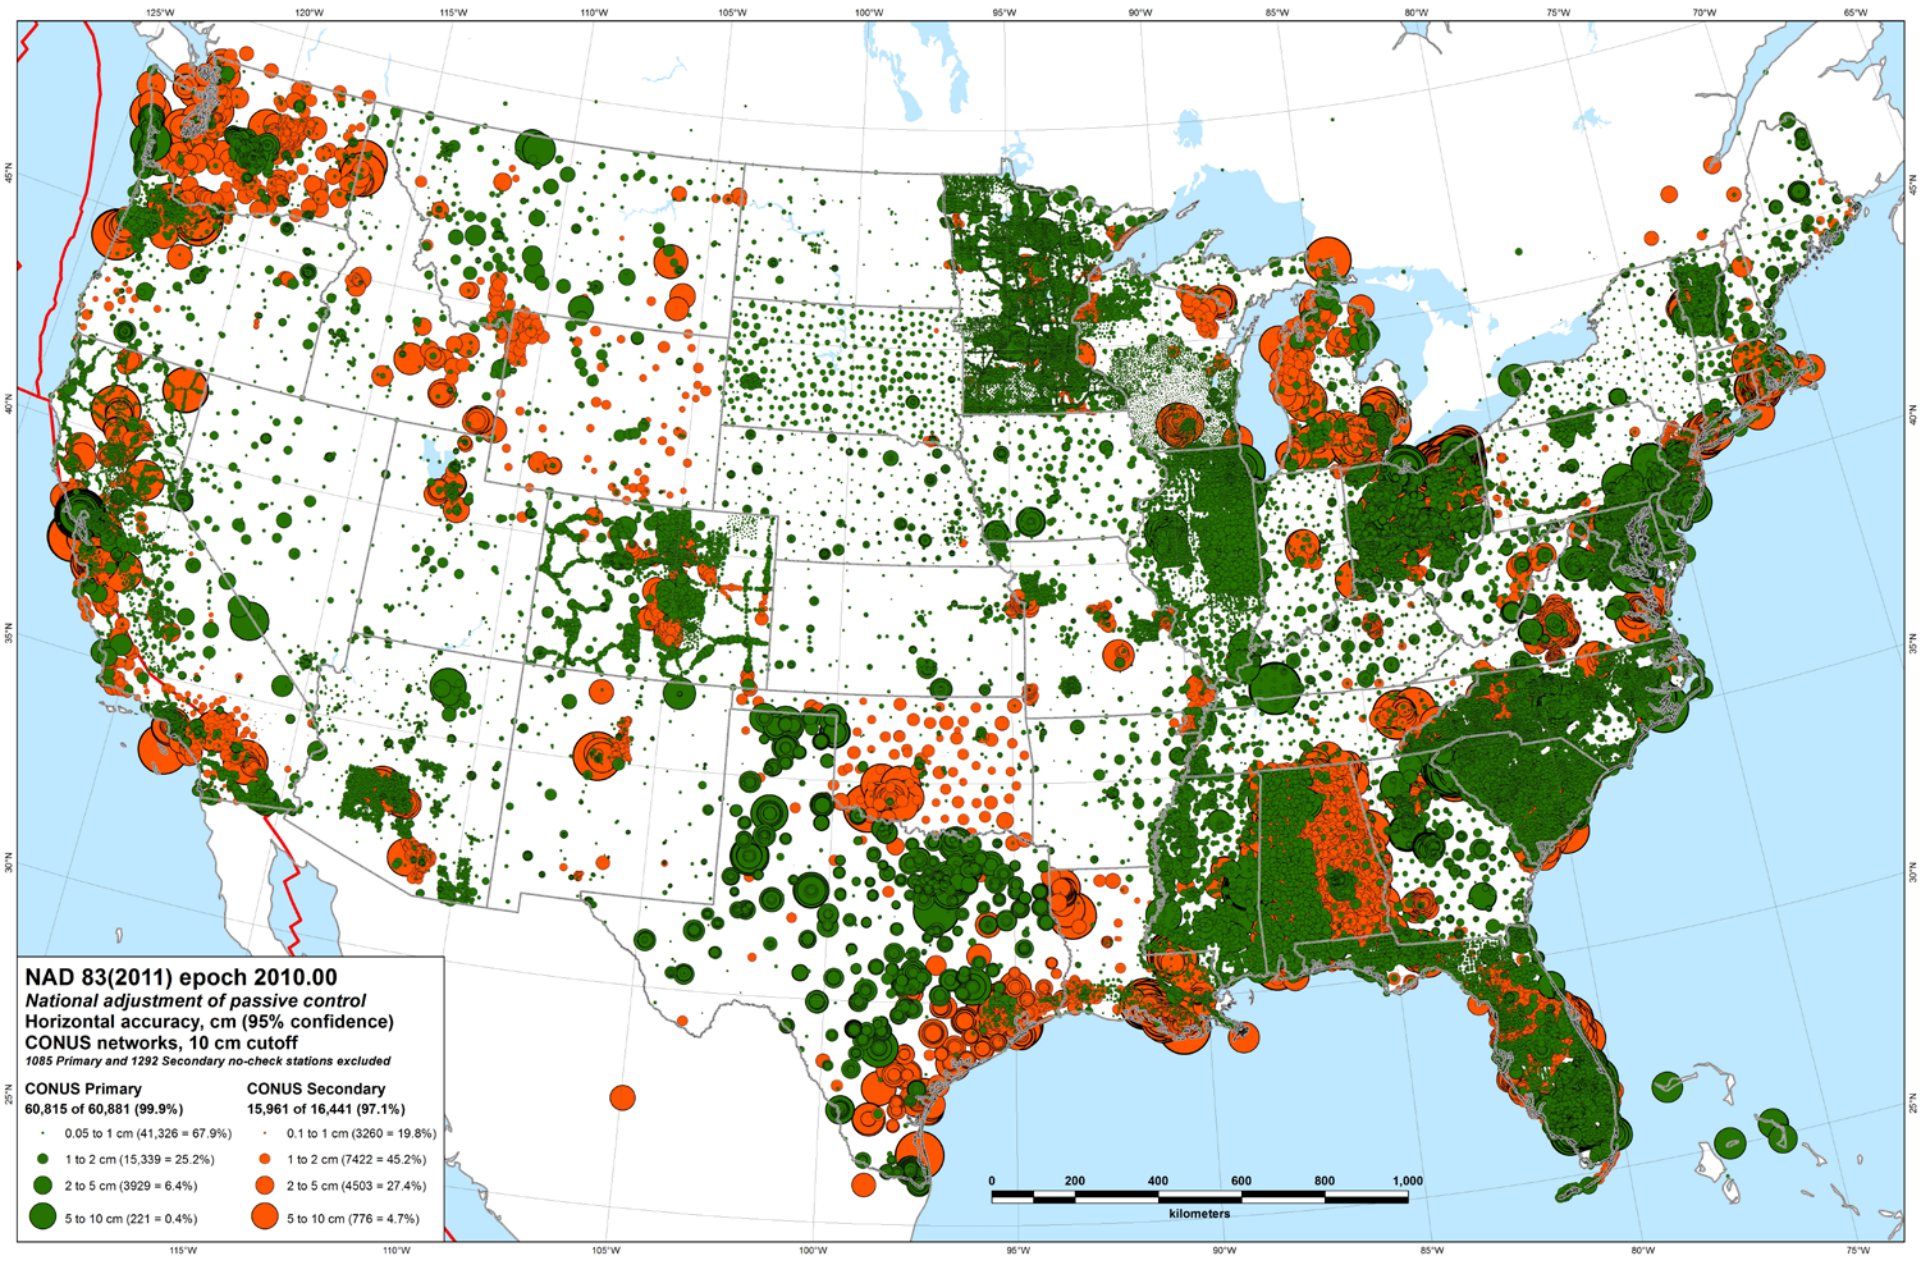 125°W 120°W 115°W 110°W 105°W 100°W 95°W 90°W 85°W 80°W 75°W 70°W 65°W
45°N 45°N
40°N 40°N
35°N 35°N
30°N 30°N
25°N 25°N
NAD 83(2011) epoch 2010.00
National adjustment of passive control
Horizontal accuracy, cm (95% confidence)
CONUS networks, 10 cm cutoff
1085 Primary and 1292 Secondary no-check stations excluded
CONUS Primary CONUS Secondary
60,815 of 60,881 (99.9%) 15,961 of 16,441 (97.1%)
0.05 to 1 cm (41,326 = 67.9%) 0.1 to 1 cm (3260 = 19.8%)
1 to 2 cm (15,339 = 25.2%) 1 to 2 cm (7422 = 45.2%)
2 to 5 cm (3929 = 6.4%) 2 to 5 cm (4503 = 27.4%)
5 to 10 cm (221 = 0.4%) 5 to 10 cm (776 = 4.7%)
0 200 400 600 800 1,000
kilometers
115°W 110°W 105°W 100°W 95°W 90°W 85°W 80°W 75°W